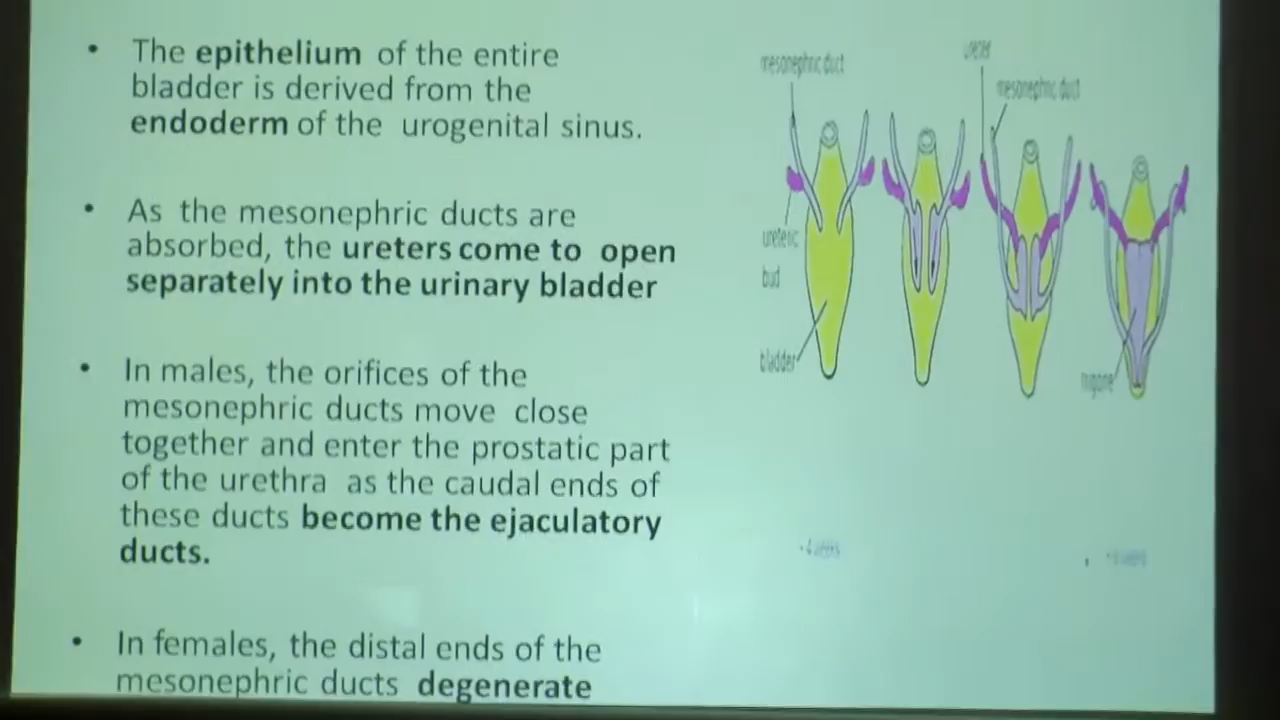 • The epithelium of the entire
bladder is derived from the
endoderm of the urogenital sinus.
• As the mesonephric ducts are
absorbed, the ureters come to open
separately into the urinary bladder
• In males, the orifices of the
mesonephric ducts move close
together and enter the prostatic part
of the urethra as the caudal ends of
these ducts become the ejaculatory
ducts.
• In females, the distal ends of the
mesonephric ducts degenerate
mesonephric duct
ureter
mesonephric duct
ureteric
bud
bladder
trigone
4 weeks
weeks